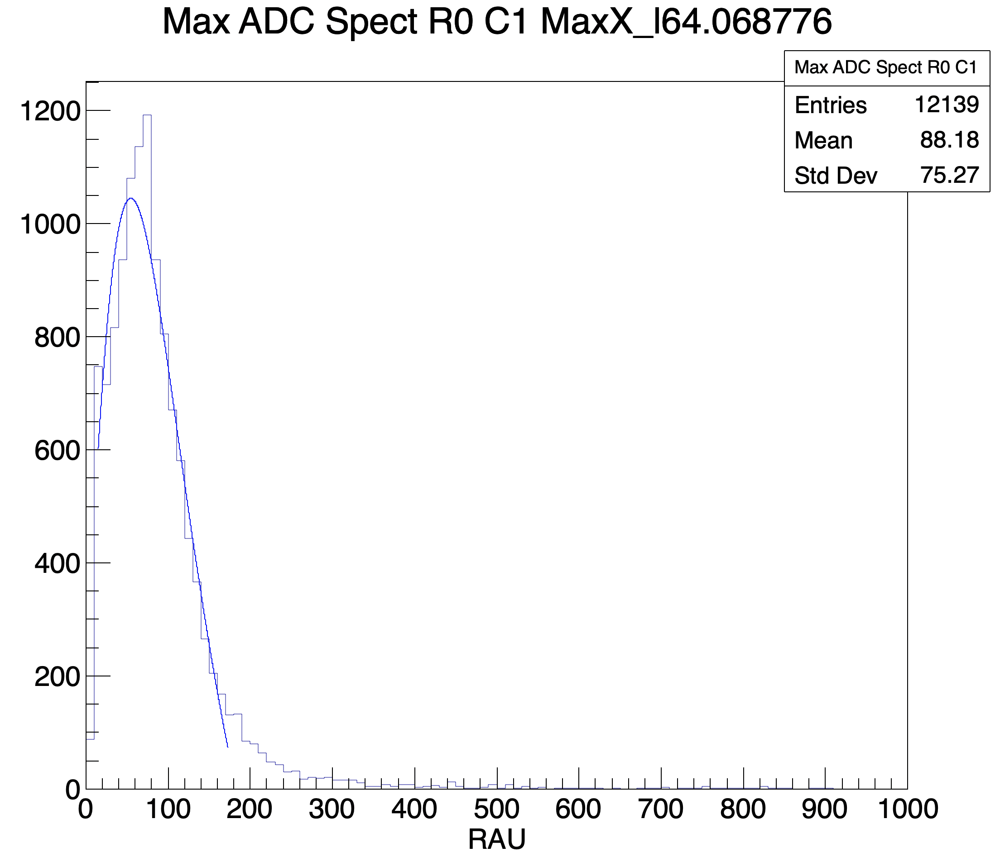 Max ADC Spect R0 C1 MaxX_l64.068776
Max ADC Spect R0 C1
Entries 12139
Mean 88.18
Std Dev 75.27
1200
1000
800
600
400
200
0
0 100 200 300 400 500 600 700 800 900 1000
RAU